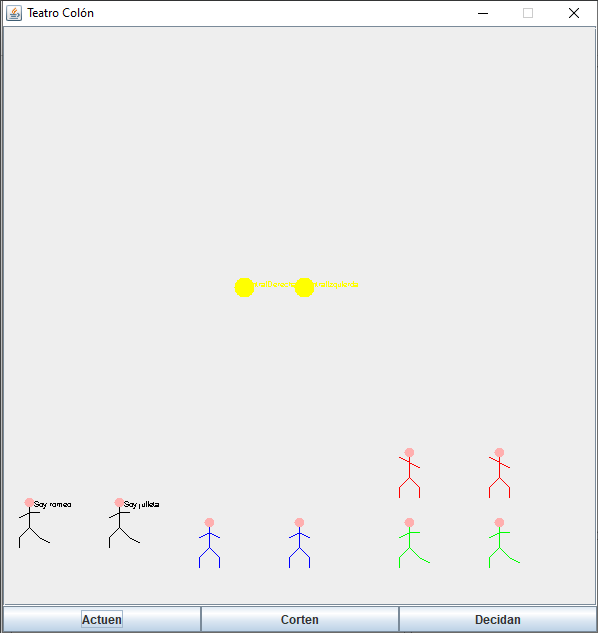 Teatro Colón
Soy romeo
Soy julieta
Actuen
Corten
Decidan